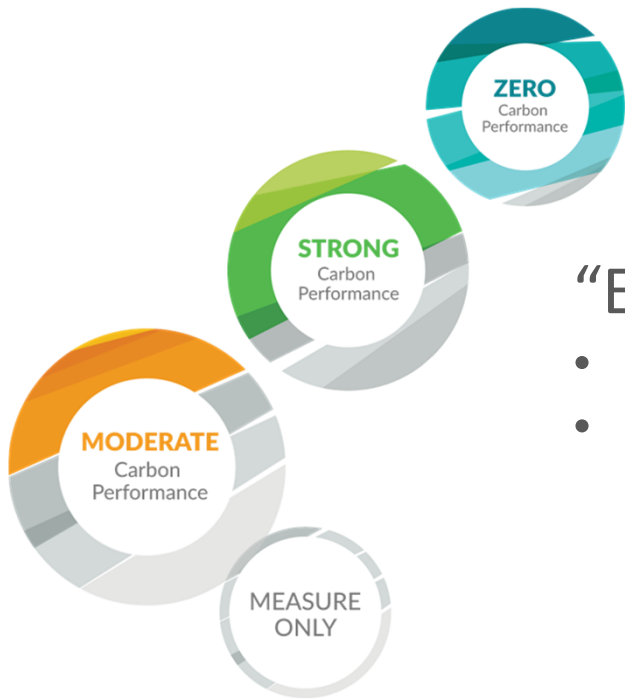 ZERO
Carbon
Performance
STRONG
Carbon
Performance
“E
•
•
MODERATE
Carbon
Performance
MEASURE
ONLY